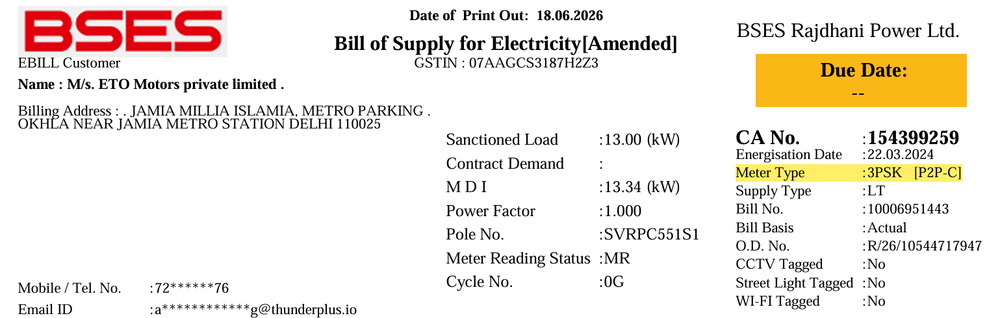 BSES
Date of Print Out: 18.06.2026
Bill of Supply for Electricity[Amended]
GSTIN : 07AAGCS3187H2Z3
BSES Rajdhani Power Ltd.
Due Date:
--
EBILL Customer
Name : M/s. ETO Motors private limited .
Billing Address : . JAMIA MILLIA ISLAMIA, METRO PARKING .
OKHLA NEAR JAMIA METRO STATION DELHI 110025
Mobile / Tel. No. :72******76
Email ID :a************g@thunderplus.io
Sanctioned Load :13.00 (kW)
Contract Demand :
M D I :13.34 (kW)
Power Factor :1.000
Pole No. :SVRPC551S1
Meter Reading Status :MR
Cycle No. :0G
CA No. :154399259
Energisation Date :22.03.2024
Meter Type :3PSK [P2P-C]
Supply Type :LT
Bill No. :10006951443
Bill Basis :Actual
O.D. No. :R/26/10544717947
CCTV Tagged :No
Street Light Tagged :No
WI-FI Tagged :No